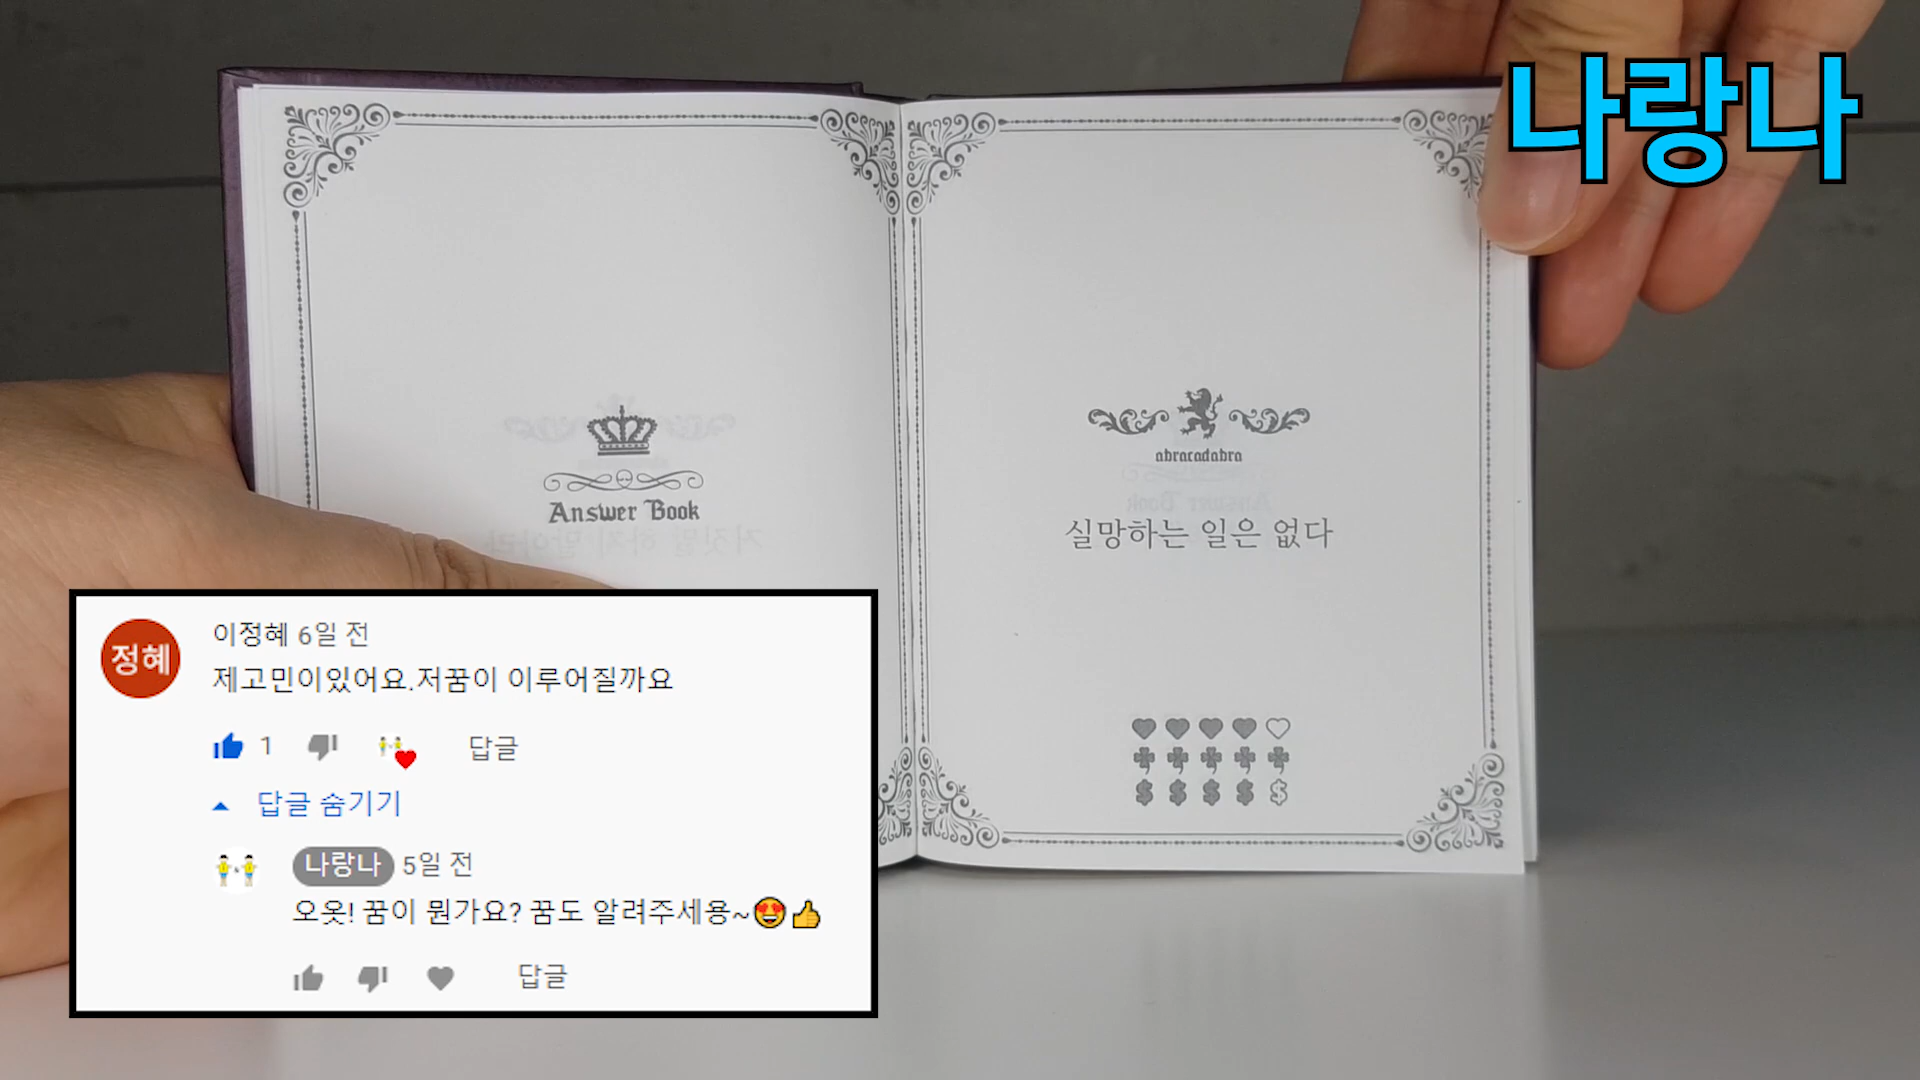 나랑나
Answer Book
abracadabra
실망하는 일은 없다
정혜
이정혜 6일 전
제고민이있어요.저꿈이 이루어질까요
1
답글
답글 숨기기
나랑나 5일 전
오옷! 꿈이 뭔가요? 꿈도 알려주세용~😍👍
답글